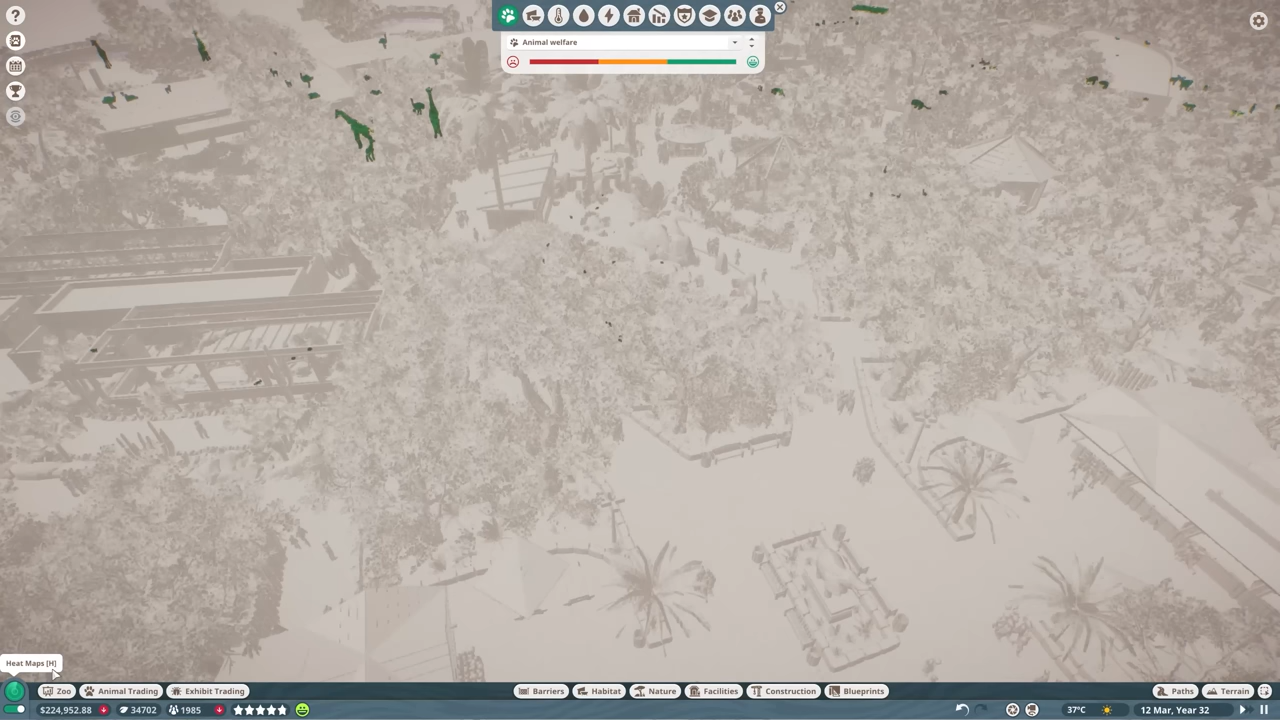 ?
Animal welfare
Heat Maps [H]
Zoo
Animal Trading
Exhibit Trading
Barriers
Habitat
Nature
Facilities
Construction
Blueprints
Paths
Terrain
$224,952.88
34702
1985
37°C
12 Mar, Year 32